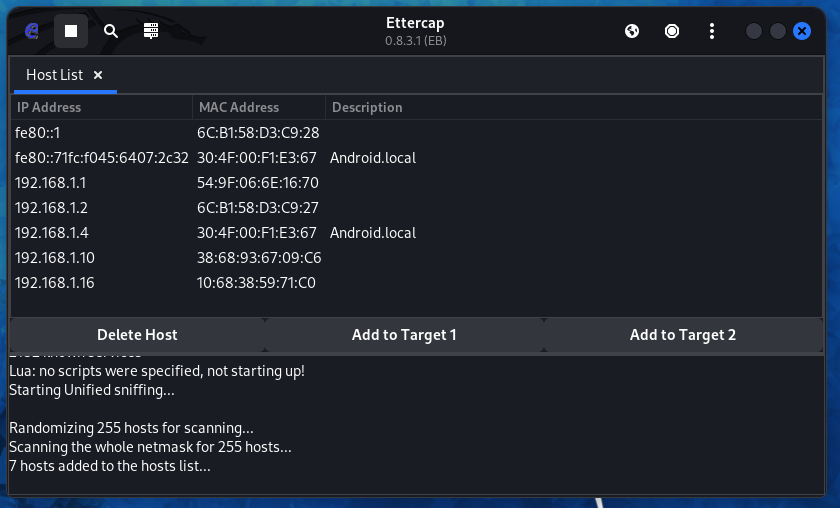 Ettercap
0.8.3.1 (EB)
Host List ×
IP Address MAC Address Description
fe80::1 6C:B1:58:D3:C9:28
fe80::71fc:f045:6407:2c32 30:4F:00:F1:E3:67 Android.local
192.168.1.1 54:9F:06:6E:16:70
192.168.1.2 6C:B1:58:D3:C9:27
192.168.1.4 30:4F:00:F1:E3:67 Android.local
192.168.1.10 38:68:93:67:09:C6
192.168.1.16 10:68:38:59:71:C0
Delete Host Add to Target 1 Add to Target 2
Lua: no scripts were specified, not starting up!
Starting Unified sniffing...
Randomizing 255 hosts for scanning...
Scanning the whole netmask for 255 hosts...
7 hosts added to the hosts list...